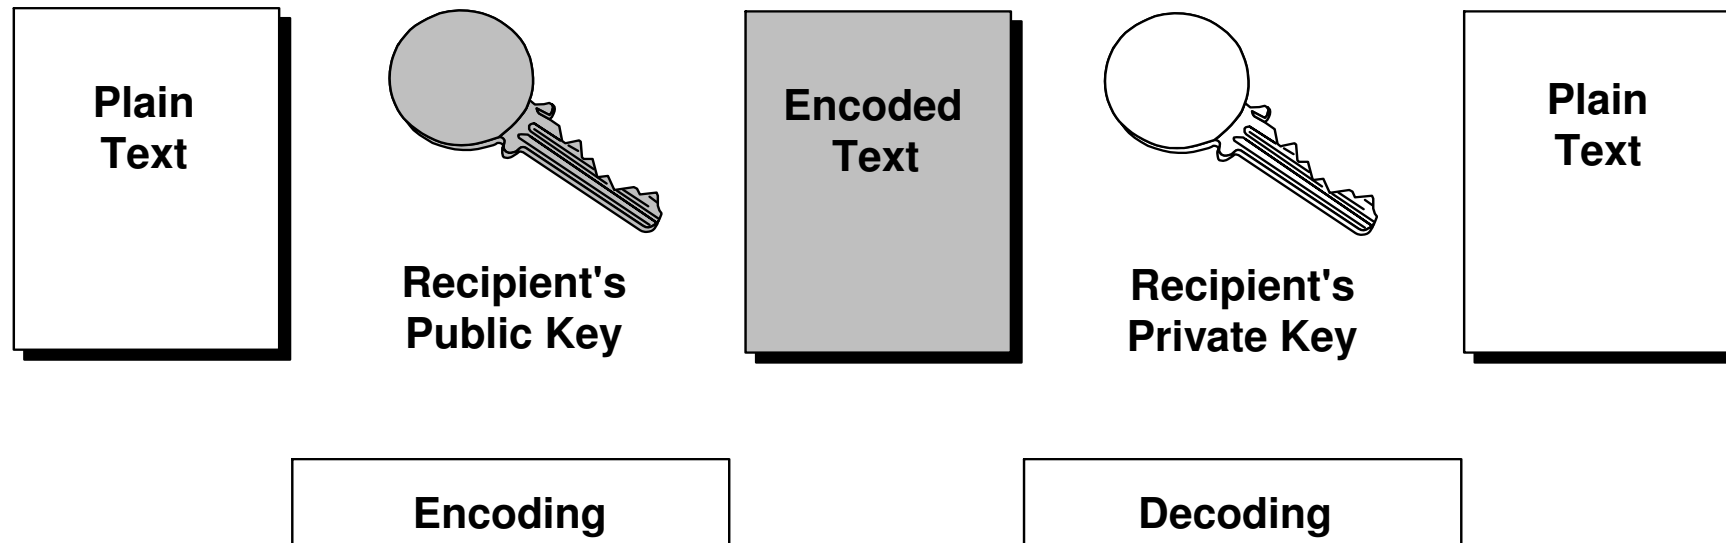 Plain
Text
Recipient's
Public Key
Encoded
Text
Recipient's
Private Key
Plain
Text
Encoding
Decoding